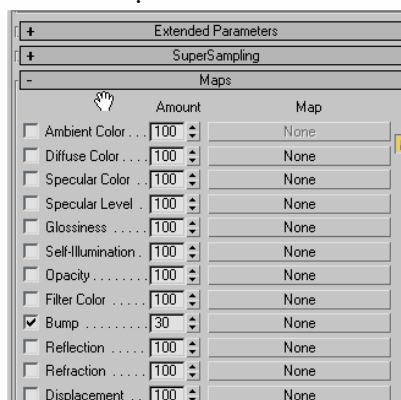 + Extended Parameters
+ SuperSampling
- Maps
Amount Map
Ambient Color . . . 100 None
Diffuse Color . . . . 100 None
Specular Color . . 100 None
Specular Level . 100 None
Glossiness . . . . . 100 None
Self-Illumination . 100 None
Opacity . . . . . . . . 100 None
Filter Color . . . . . 100 None
Bump . . . . . . . . . 30 None
Reflection . . . . . 100 None
Refraction . . . . . 100 None
Displacement . . 100 None